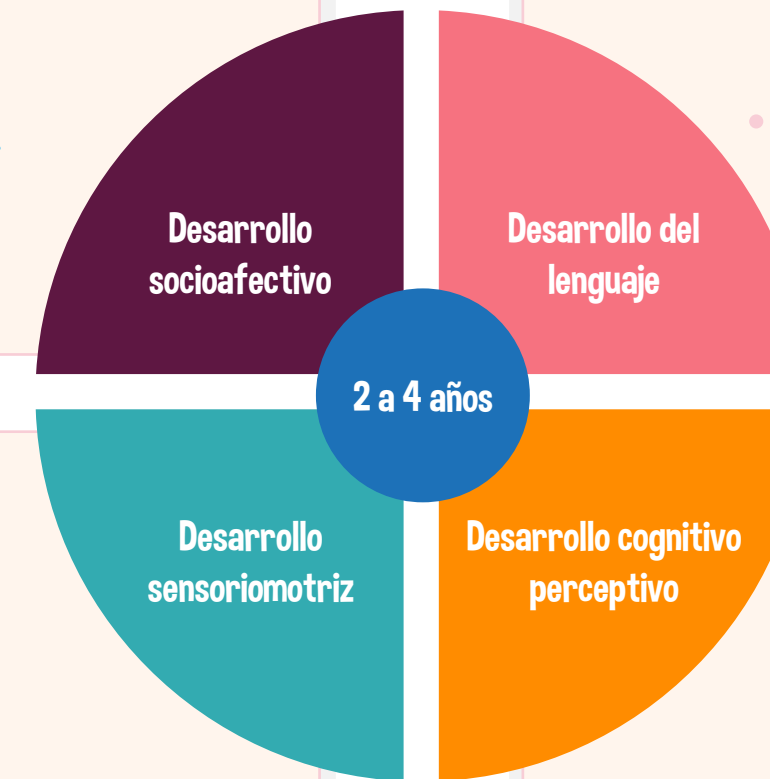 Desarrollo
socioafectivo
Desarrollo del
lenguaje
2 a 4 años
Desarrollo
sensoriomotriz
Desarrollo cognitivo
perceptivo